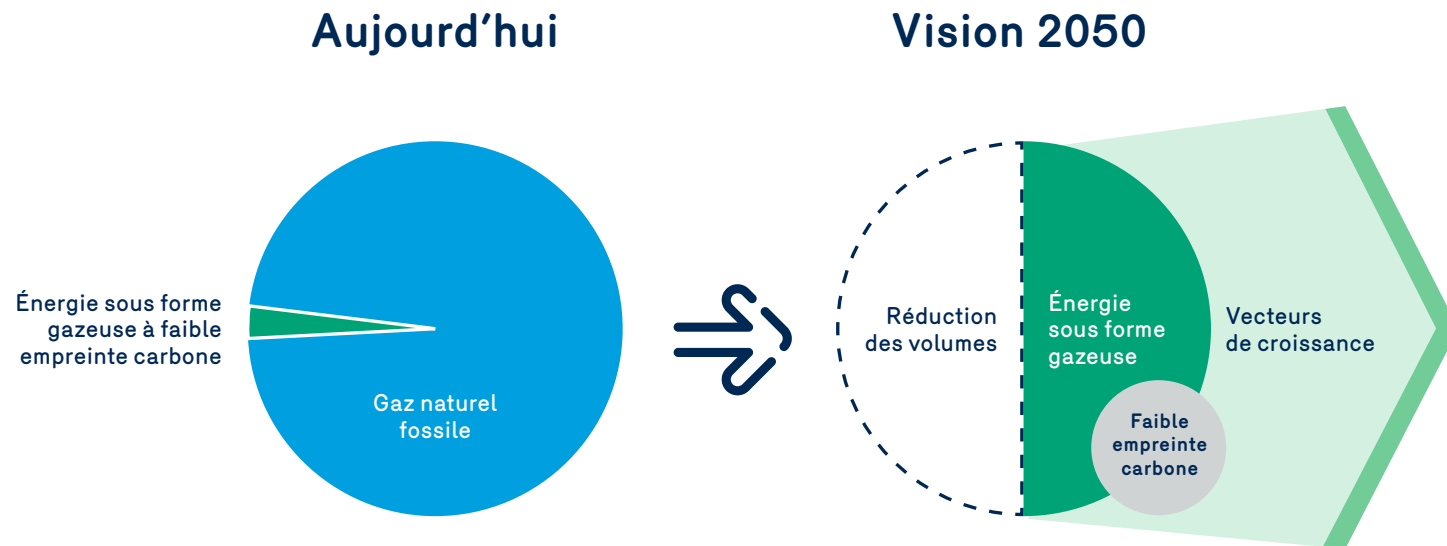 Aujourd’hui
Vision 2050
Énergie sous forme
gazeuse à faible
empreinte carbone
Gaz naturel
fossile
Réduction
des volumes
Énergie
sous forme
gazeuse
Vecteurs
de croissance
Faible
empreinte
carbone